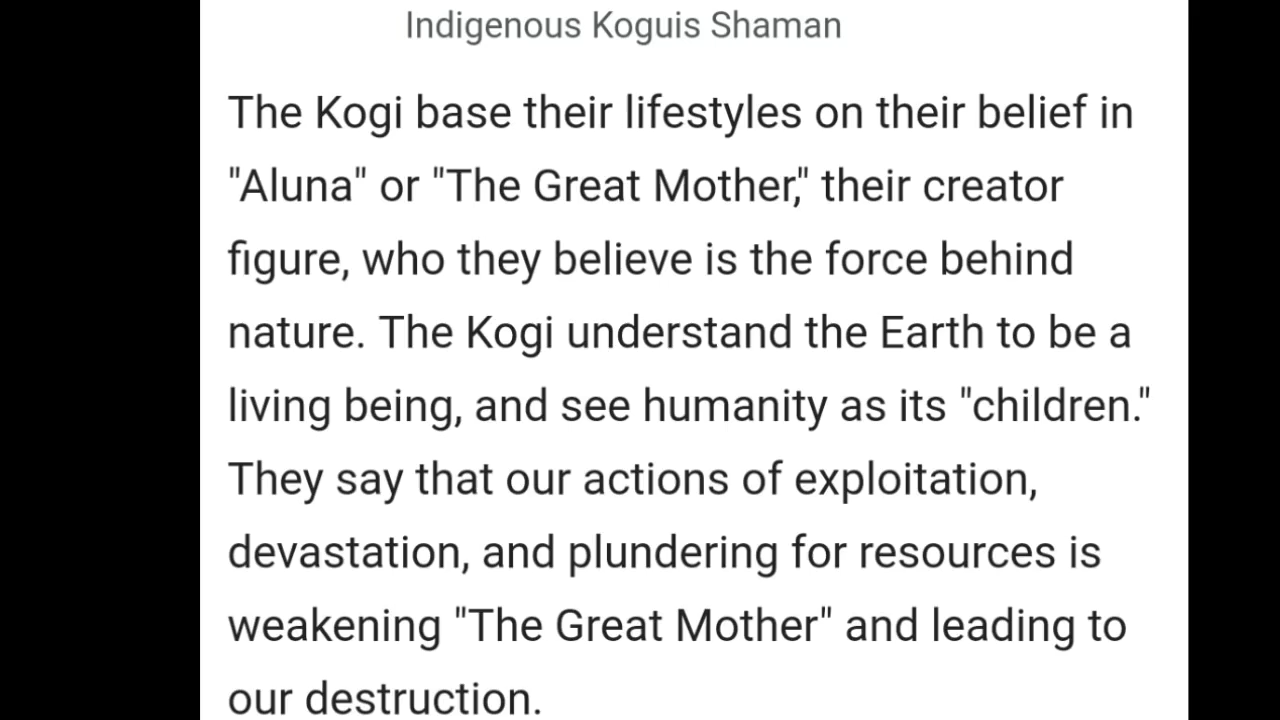 Indigenous Koguis Shaman
The Kogi base their lifestyles on their belief in
"Aluna" or "The Great Mother," their creator
figure, who they believe is the force behind
nature. The Kogi understand the Earth to be a
living being, and see humanity as its "children."
They say that our actions of exploitation,
devastation, and plundering for resources is
weakening "The Great Mother" and leading to
our destruction.